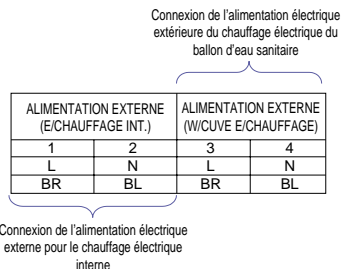 Connexion de l'alimentation électrique
extérieure du chauffage électrique du
ballon d'eau sanitaire
ALIMENTATION EXTERNE ALIMENTATION EXTERNE
(E/CHAUFFAGE INT.) (W/CUVE E/CHAUFFAGE)
1 2 3 4
L N L N
BR BL BR BL
Connexion de l'alimentation électrique
externe pour le chauffage électrique
interne